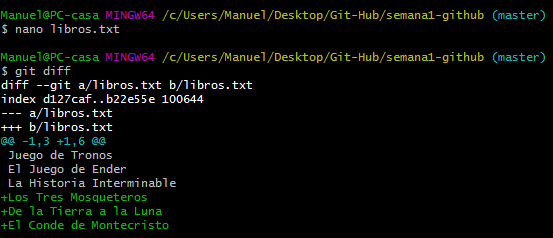 Manuel@PC-casa MINGW64 /c/Users/Manuel/Desktop/Git-Hub/semana1-github (master)
$ nano libros.txt
Manuel@PC-casa MINGW64 /c/Users/Manuel/Desktop/Git-Hub/semana1-github (master)
$ git diff
diff --git a/libros.txt b/libros.txt
index d127caf..b22e55e 100644
--- a/libros.txt
+++ b/libros.txt
@@ -1,3 +1,6 @@
 Juego de Tronos
 El Juego de Ender
 La Historia Interminable
+Los Tres Mosqueteros
+De la Tierra a la Luna
+El Conde de Montecristo